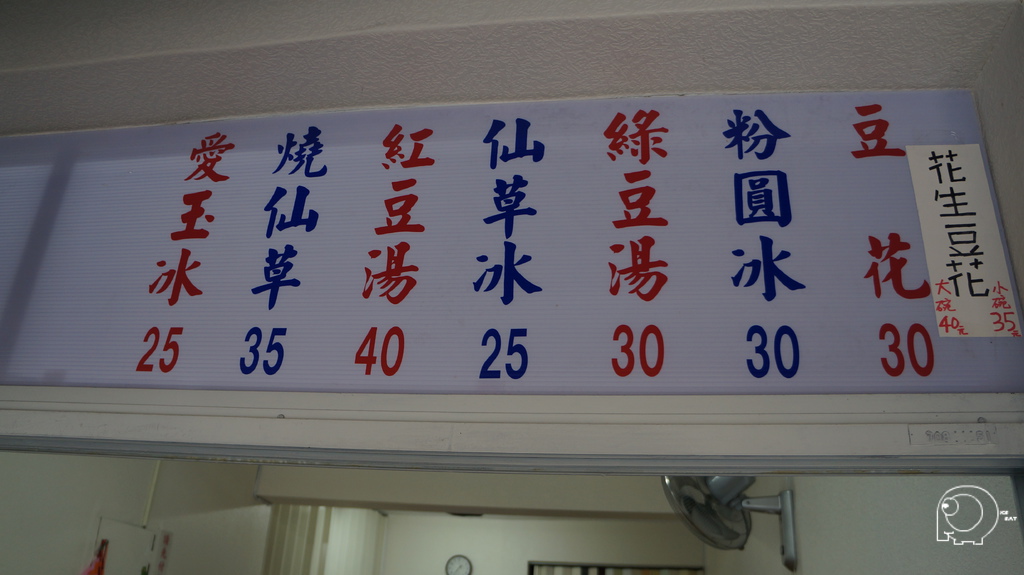 花生豆花
小碗35元
大碗40元
豆花
30
粉圓冰
30
綠豆湯
30
仙草冰
25
紅豆湯
40
燒仙草
35
愛玉冰
25
ICE
BAY